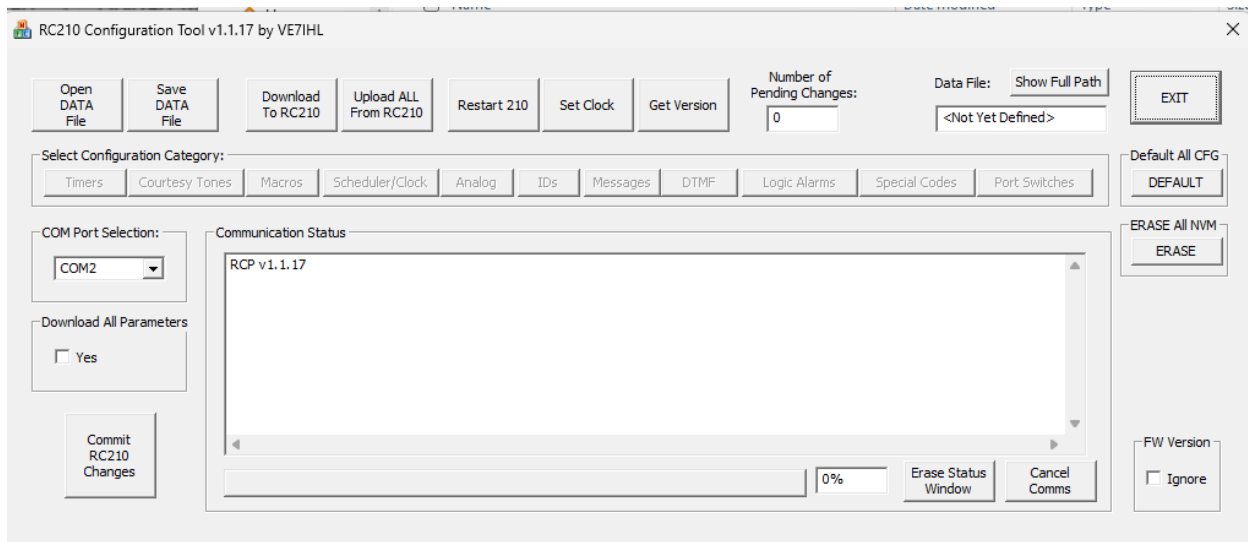 Name
RC210 Configuration Tool v1.1.17 by VE7IHL
Open
DATA
File
Save
DATA
File
Download
To RC210
Upload ALL
From RC210
Restart 210
Set Clock
Get Version
Number of
Pending Changes:
0
Data File:
Show Full Path
<Not Yet Defined>
EXIT
Select Configuration Category:
Timers
Courtesy Tones
Macros
Scheduler/Clock
Analog
IDs
Messages
DTMF
Logic Alarms
Special Codes
Port Switches
Default All CFG
DEFAULT
COM Port Selection:
COM2
Communication Status
RCP v1.1.17
ERASE All NVM
ERASE
Download All Parameters
Yes
Commit
RC210
Changes
0%
Erase Status
Window
Cancel
Comms
FW Version
Ignore